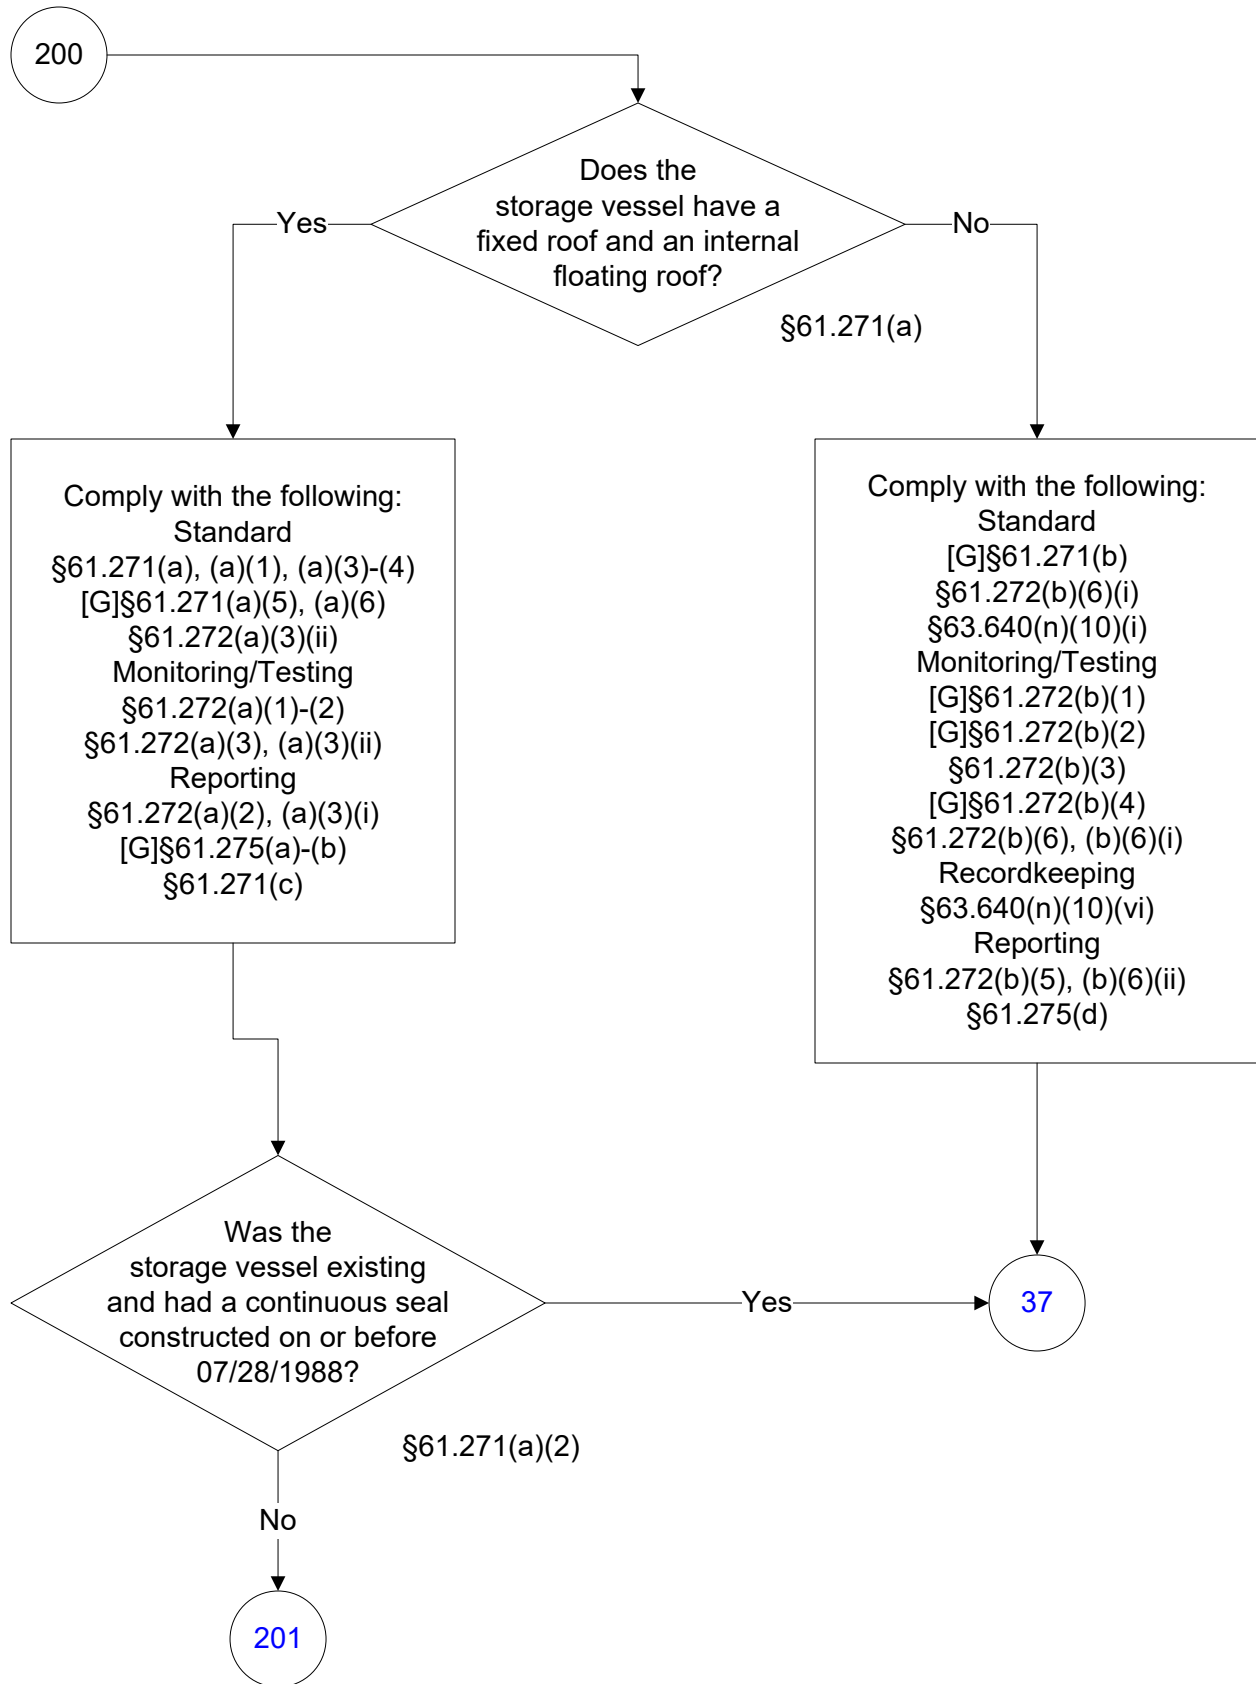 200
Does the
storage vessel have a
fixed roof and an internal
floating roof?
Yes
No
§61.271(a)
Comply with the following:
Standard
§61.271(a), (a)(1), (a)(3)-(4)
[G]§61.271(a)(5), (a)(6)
§61.272(a)(3)(ii)
Monitoring/Testing
§61.272(a)(1)-(2)
§61.272(a)(3), (a)(3)(ii)
Reporting
§61.272(a)(2), (a)(3)(i)
[G]§61.275(a)-(b)
§61.271(c)
Comply with the following:
Standard
[G]§61.271(b)
§61.272(b)(6)(i)
§63.640(n)(10)(i)
Monitoring/Testing
[G]§61.272(b)(1)
[G]§61.272(b)(2)
§61.272(b)(3)
[G]§61.272(b)(4)
§61.272(b)(6), (b)(6)(i)
Recordkeeping
§63.640(n)(10)(vi)
Reporting
§61.272(b)(5), (b)(6)(ii)
§61.275(d)
Was the
storage vessel existing
and had a continuous seal
constructed on or before
07/28/1988?
Yes
37
§61.271(a)(2)
No
201